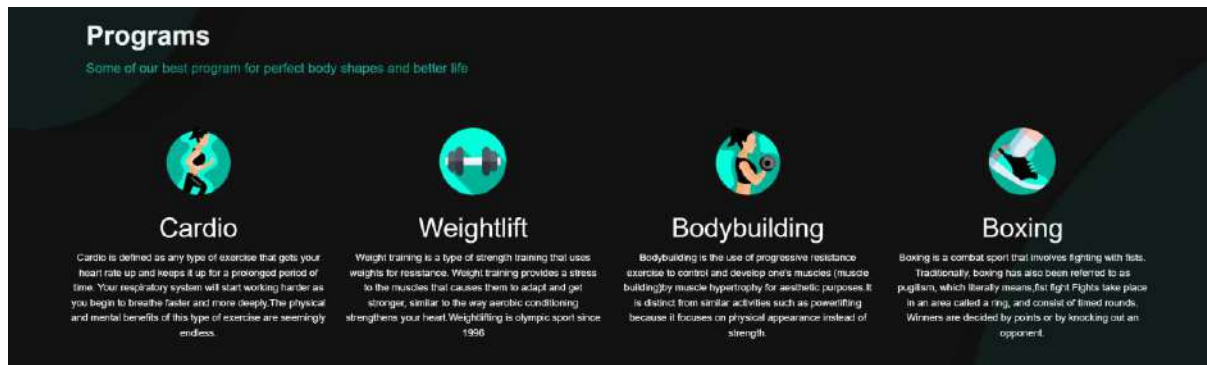 Programs
Some of our best program for perfect body shapes and better life
Cardio
Cardio is defined as any type of exercise that gets your
heart rate up and keeps it up for a prolonged period of
time. Your respiratory system will start working harder as
you begin to breathe faster and more deeply.The physical
and mental benefits of this type of exercise are seemingly
endless.
Weightlift
Weight training is a type of strength training that uses
weights for resistance. Weight training provides a stress
to the muscles that causes them to adapt and get
stronger, similar to the way aerobic conditioning
strengthens your heart.Weightlifting is olympic sport since
1996
Bodybuilding
Bodybuilding is the use of progressive resistance
exercise to control and develop one's muscles (muscle
building)by muscle hypertrophy for aesthetic purposes.It
is distinct from similar activities such as powerlifting
because it focuses on physical appearance instead of
strength.
Boxing
Boxing is a combat sport that involves fighting with fists.
Traditionally, boxing has also been referred to as
pugilism, which literally means,fist fight Fights take place
in an area called a ring, and consist of timed rounds.
Winners are decided by points or by knocking out an
opponent.